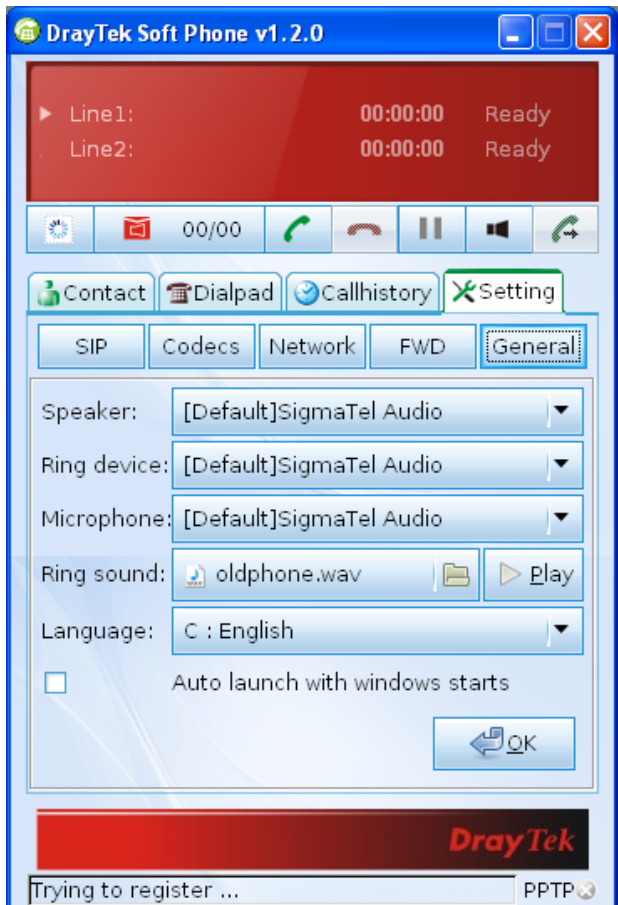 DrayTek Soft Phone v1.2.0
Line1: 00:00:00 Ready
Line2: 00:00:00 Ready
00/00
Contact Dialpad Callhistory Setting
SIP Codecs Network FWD General
Speaker: [Default]SigmaTel Audio
Ring device: [Default]SigmaTel Audio
Microphone: [Default]SigmaTel Audio
Ring sound: oldphone.wav Play
Language: C : English
Auto launch with windows starts
OK
DrayTek
Trying to register ... PPTP